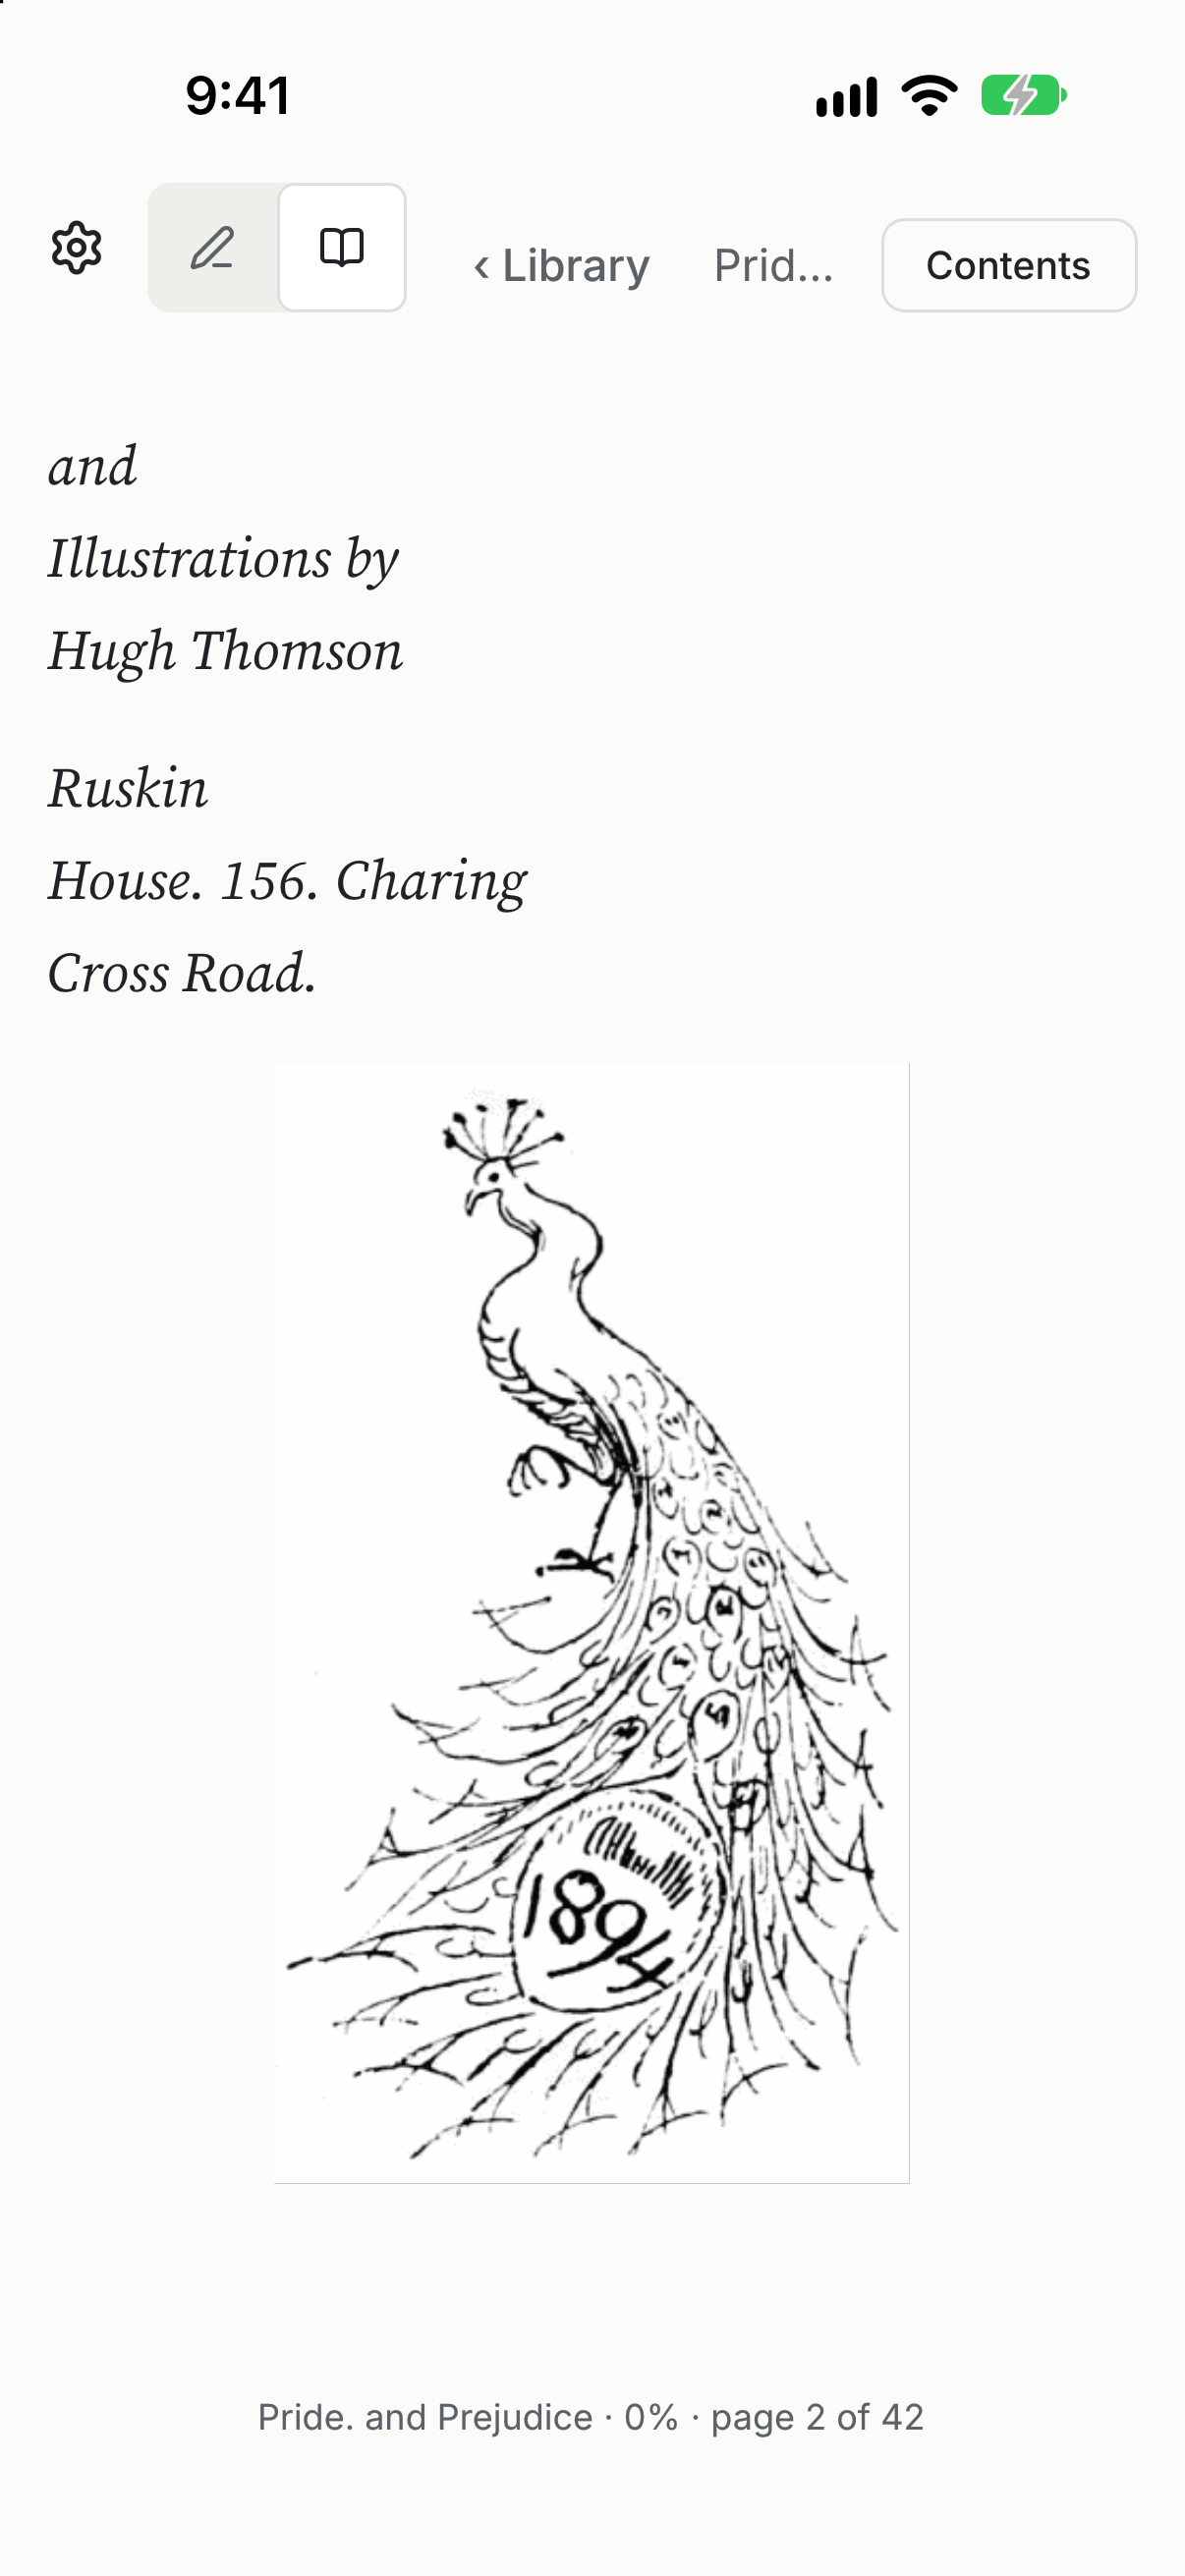 9:41
‹ Library Prid... Contents
and
Illustrations by
Hugh Thomson
Ruskin
House. 156. Charing
Cross Road.
1894
Pride. and Prejudice · 0% · page 2 of 42